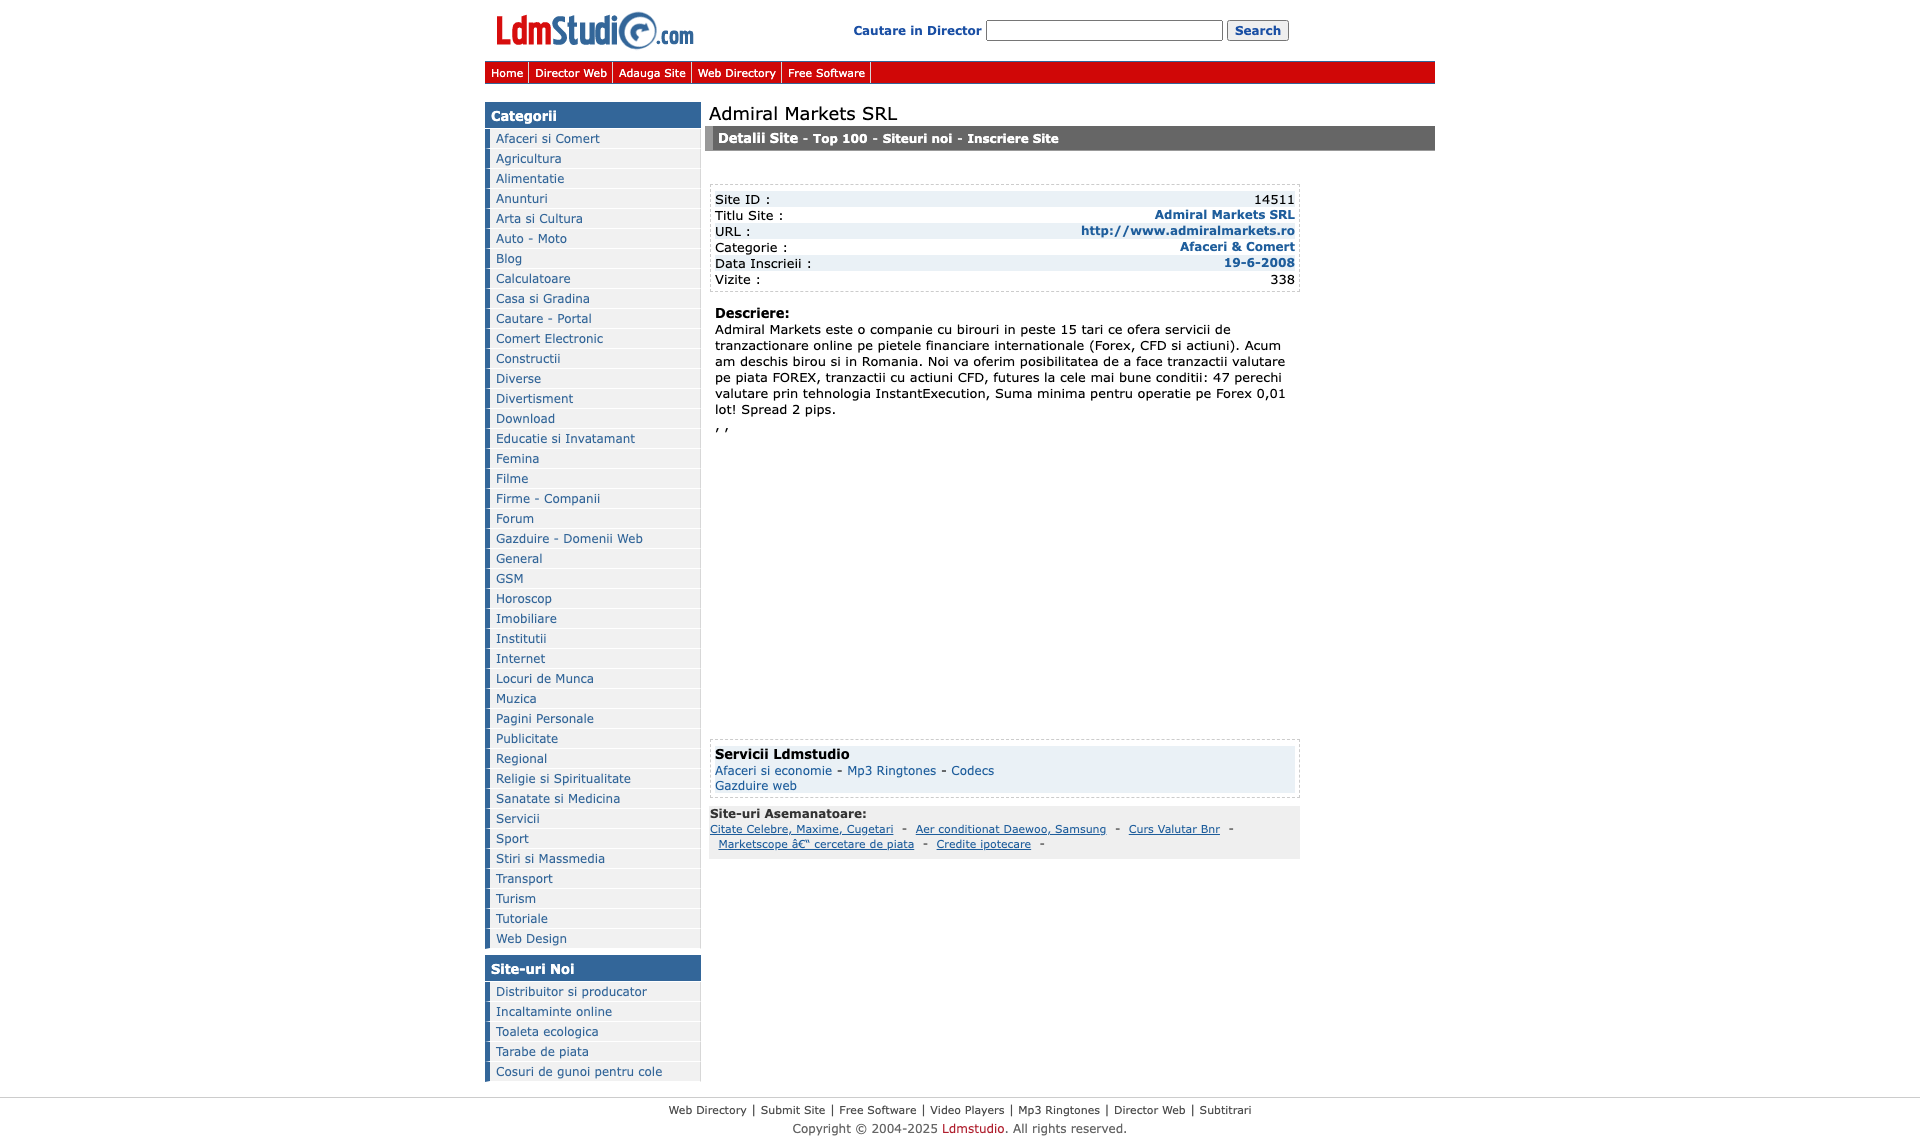 LdmStudio.com
Cautare in Director
Search
Home
Director Web
Adauga Site
Web Directory
Free Software
Categorii
Afaceri si Comert
Agricultura
Alimentatie
Anunturi
Arta si Cultura
Auto - Moto
Blog
Calculatoare
Casa si Gradina
Cautare - Portal
Comert Electronic
Constructii
Diverse
Divertisment
Download
Educatie si Invatamant
Femina
Filme
Firme - Companii
Forum
Gazduire - Domenii Web
General
GSM
Horoscop
Imobiliare
Institutii
Internet
Locuri de Munca
Muzica
Pagini Personale
Publicitate
Regional
Religie si Spiritualitate
Sanatate si Medicina
Servicii
Sport
Stiri si Massmedia
Transport
Turism
Tutoriale
Web Design
Site-uri Noi
Distribuitor si producator
Incaltaminte online
Toaleta ecologica
Tarabe de piata
Cosuri de gunoi pentru cole
Admiral Markets SRL
Detalii Site - Top 100 - Siteuri noi - Inscriere Site
Site ID : 14511
Titlu Site : Admiral Markets SRL
URL : http://www.admiralmarkets.ro
Categorie : Afaceri & Comert
Data Inscrieii : 19-6-2008
Vizite : 338
Descriere:
Admiral Markets este o companie cu birouri in peste 15 tari ce ofera servicii de
tranzactionare online pe pietele financiare internationale (Forex, CFD si actiuni). Acum
am deschis birou si in Romania. Noi va oferim posibilitatea de a face tranzactii valutare
pe piata FOREX, tranzactii cu actiuni CFD, futures la cele mai bune conditii: 47 perechi
valutare prin tehnologia InstantExecution, Suma minima pentru operatie pe Forex 0,01
lot! Spread 2 pips.
, ,
Servicii Ldmstudio
Afaceri si economie - Mp3 Ringtones - Codecs
Gazduire web
Site-uri Asemanatoare:
Citate Celebre, Maxime, Cugetari - Aer conditionat Daewoo, Samsung - Curs Valutar Bnr -
Marketscope â€“ cercetare de piata - Credite ipotecare -
Web Directory | Submit Site | Free Software | Video Players | Mp3 Ringtones | Director Web | Subtitrari
Copyright © 2004-2025 Ldmstudio. All rights reserved.